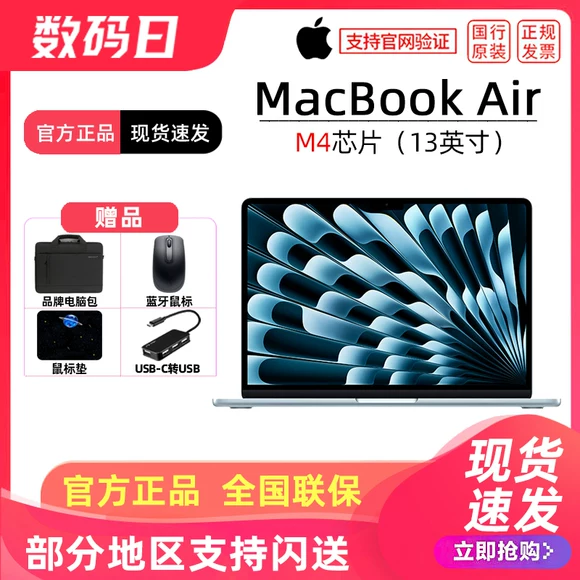 数码日
支持官网验证
国行
原装
正规
发票
MacBook Air
M4芯片（13英寸）
官方正品
现货速发
赠品
品牌电脑包
蓝牙鼠标
鼠标垫
USB-C转USB
官方正品 全国联保
现货
速发
部分地区支持闪送
立即抢购